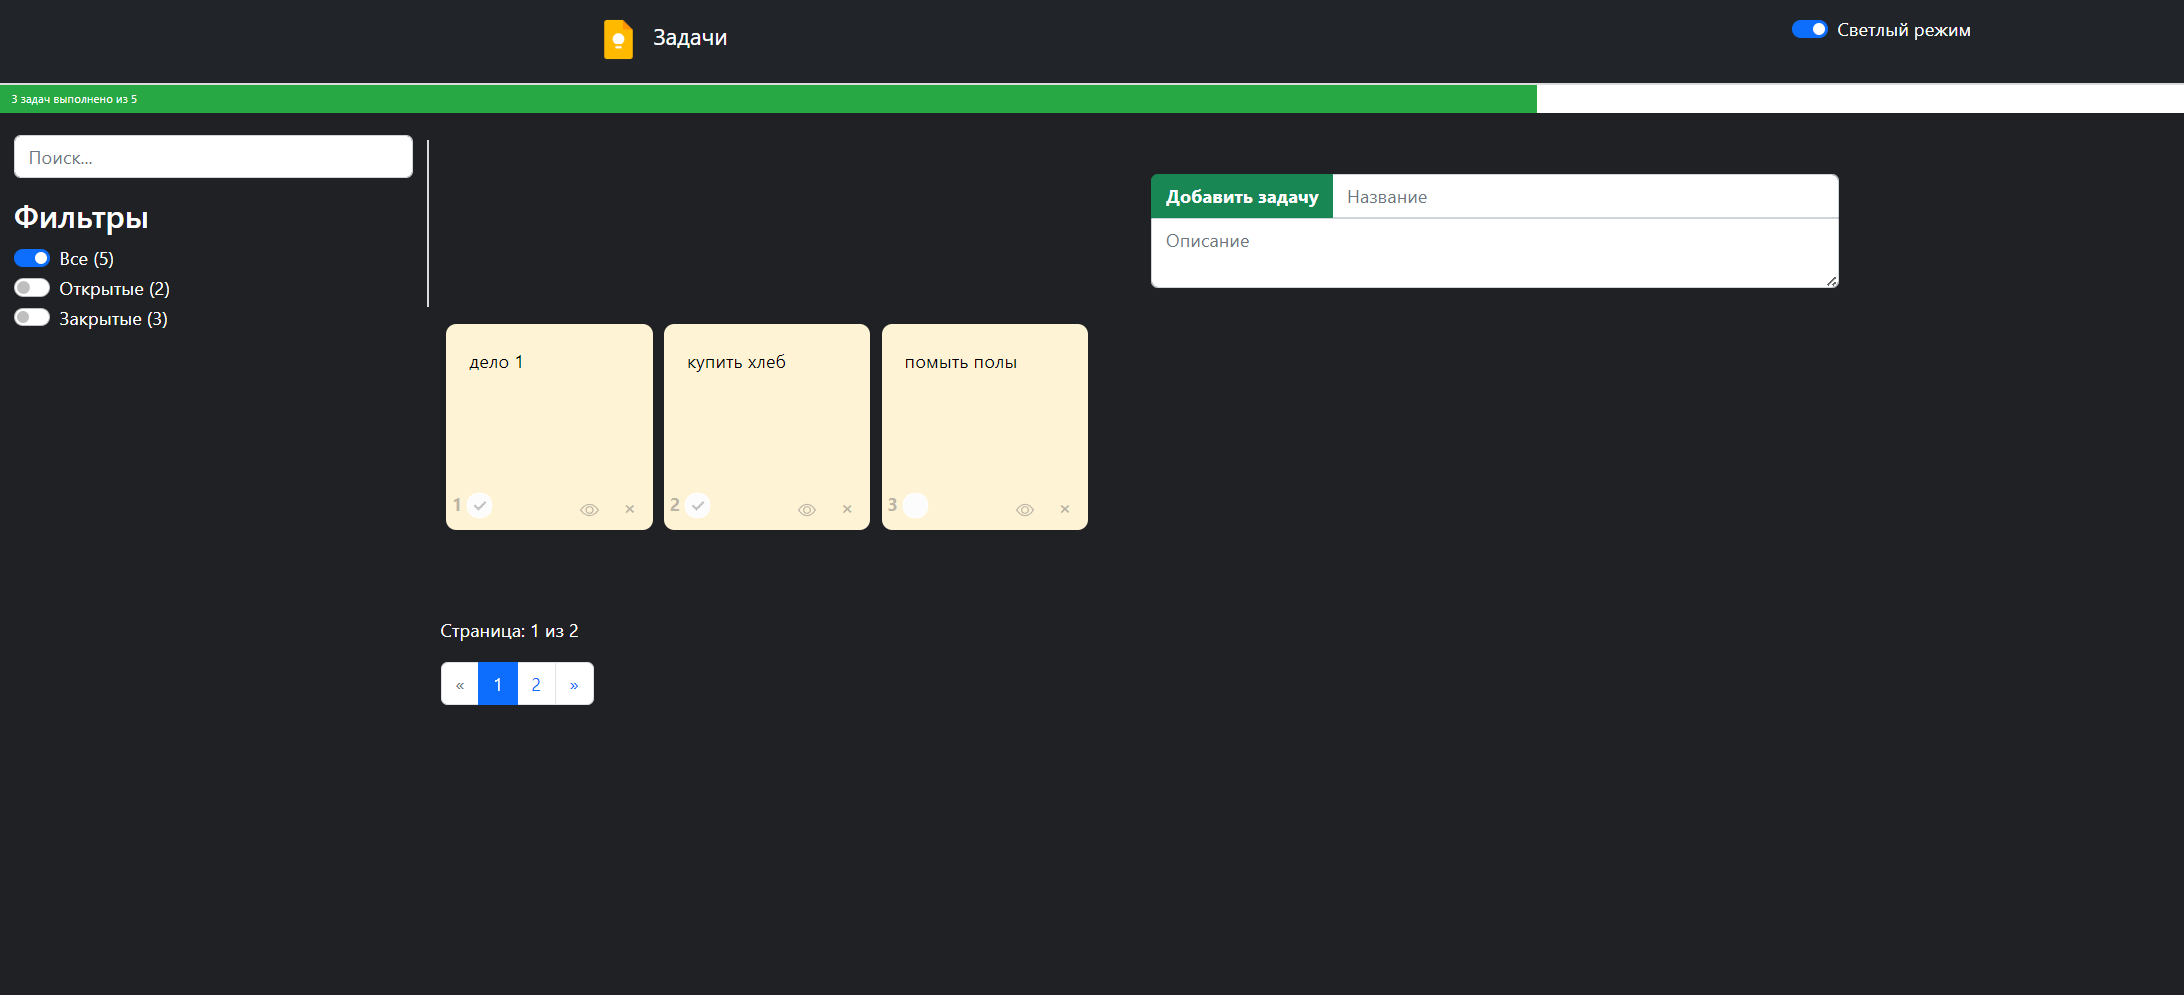 Задачи
Светлый режим
3 задач выполнено из 5
Поиск...
Фильтры
Все (5)
Открытые (2)
Закрытые (3)
Добавить задачу
Название
Описание
дело 1
купить хлеб
помыть полы
1
2
3
Страница: 1 из 2
« 1 2 »